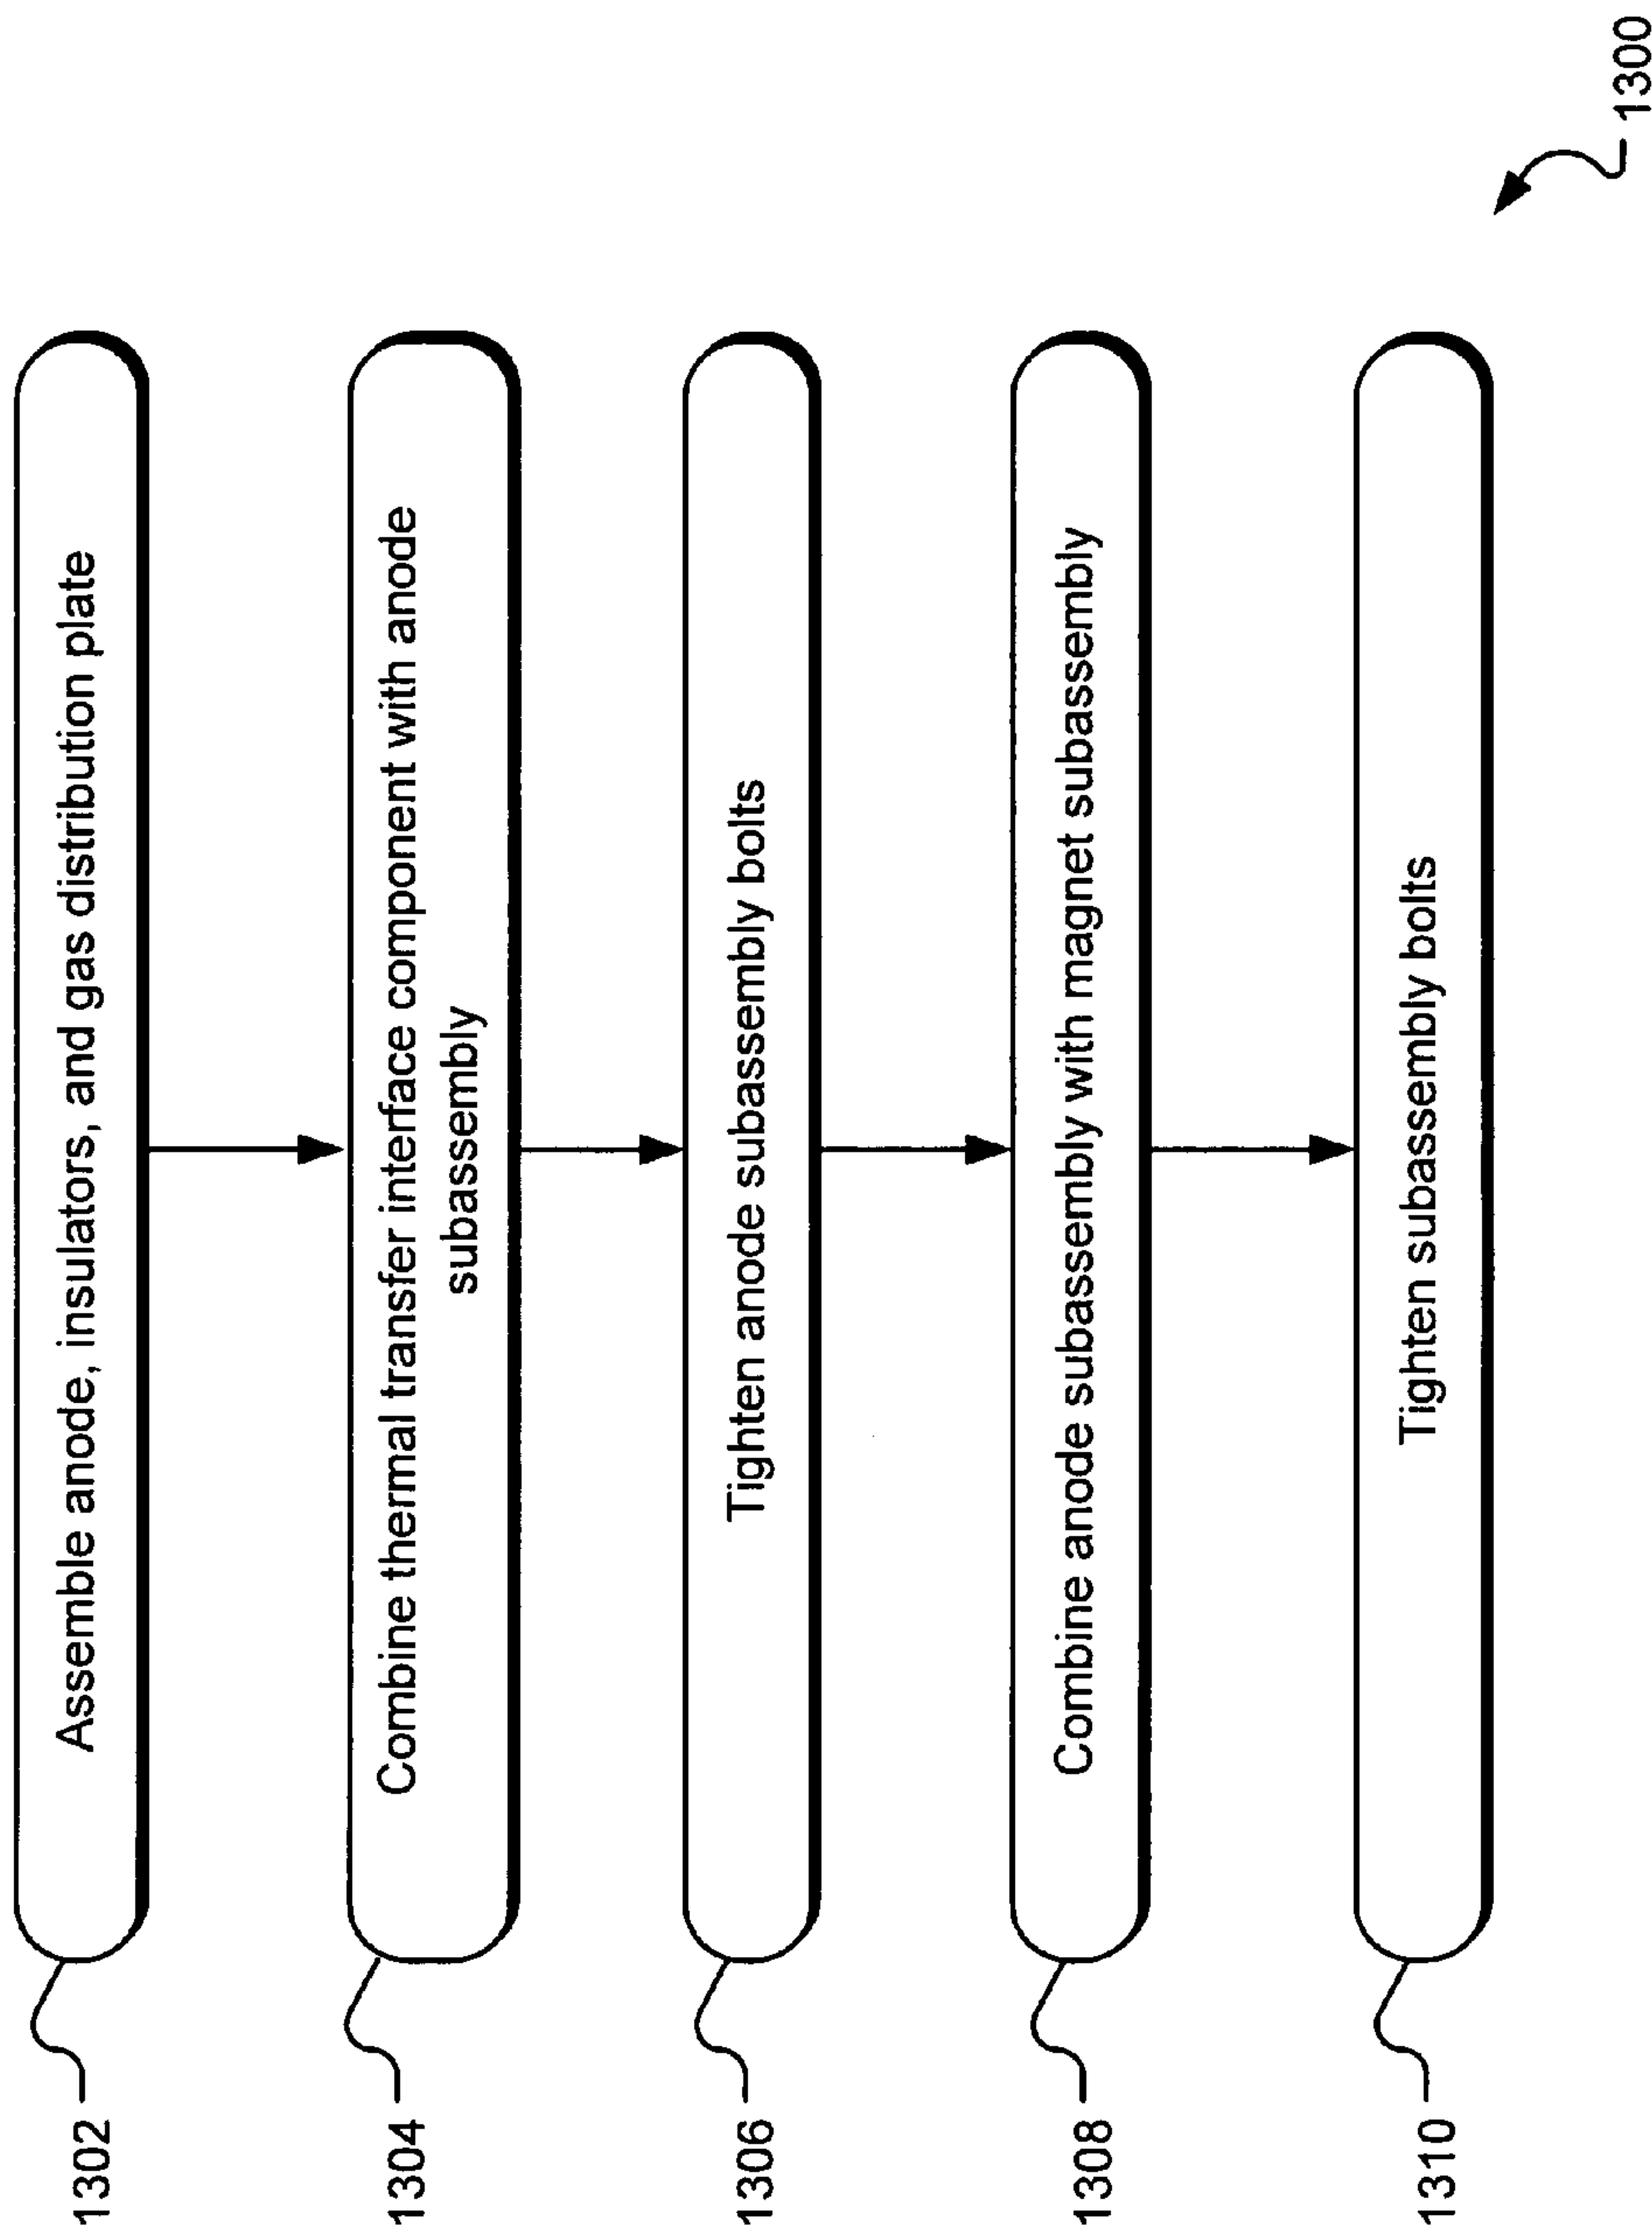 1302
Assemble anode, insulators, and gas distribution plate
1304
Combine thermal transfer interface component with anode
subassembly
1306
Tighten anode subassembly bolts
1308
Combine anode subassembly with magnet subassembly
1310
Tighten subassembly bolts
1300